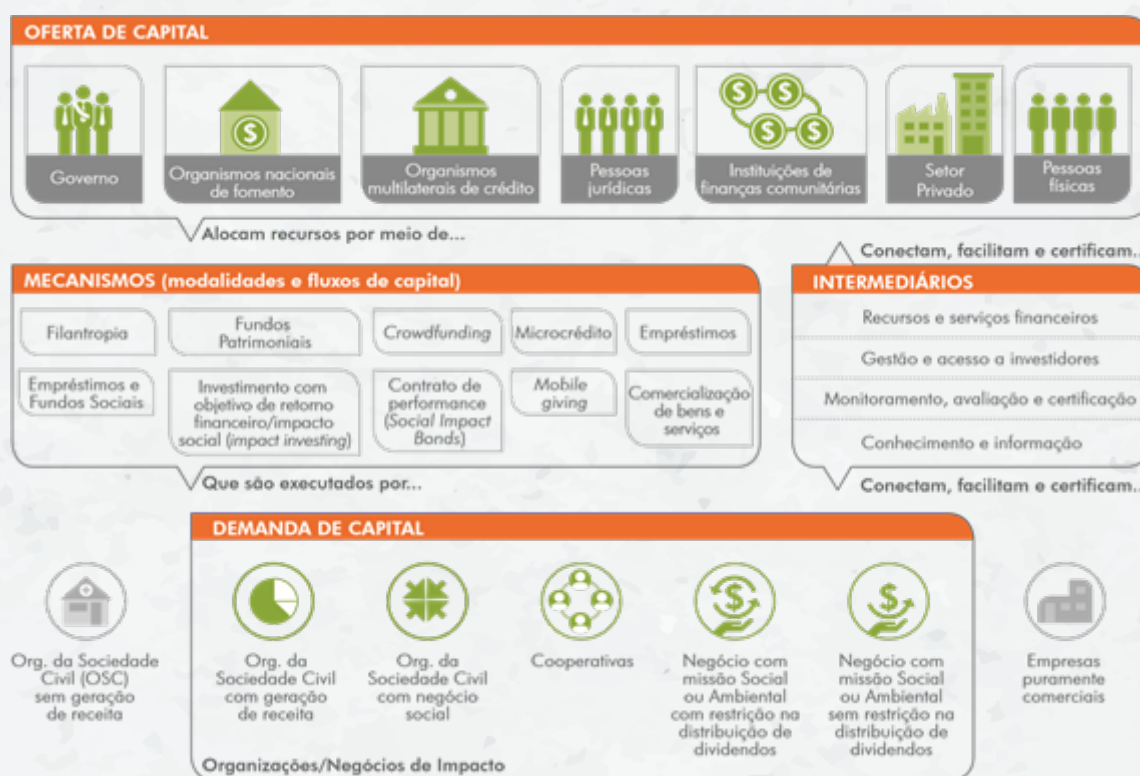 OFERTA DE CAPITAL
Governo
Organismos nacionais
de fomento
Organismos
multilaterais de crédito
Pessoas
jurídicas
Instituições de
finanças comunitárias
Setor
Privado
Pessoas
físicas
Alocam recursos por meio de...
Conectam, facilitam e certificam...
MECANISMOS (modalidades e fluxos de capital)
Filantropia
Fundos
Patrimoniais
Crowdfunding
Microcrédito
Empréstimos
Empréstimos e
Fundos Sociais
Investimento com
objetivo de retorno
financeiro/impacto
social (impact investing)
Contrato de
performance
(Social Impact
Bonds)
Mobile
giving
Comercialização
de bens e
serviços
INTERMEDIÁRIOS
Recursos e serviços financeiros
Gestão e acesso a investidores
Monitoramento, avaliação e certificação
Conhecimento e informação
Que são executados por...
Conectam, facilitam e certificam...
DEMANDA DE CAPITAL
Org. da Sociedade
Civil (OSC)
sem geração
de receita
Org. da
Sociedade Civil
com geração
de receita
Org. da
Sociedade Civil
com negócio
social
Cooperativas
Negócio com
missão Social
ou Ambiental
com restrição na
distribuição de
dividendos
Negócio com
missão Social
ou Ambiental
sem restrição na
distribuição de
dividendos
Empresas
puramente
comerciais
Organizações/Negócios de Impacto